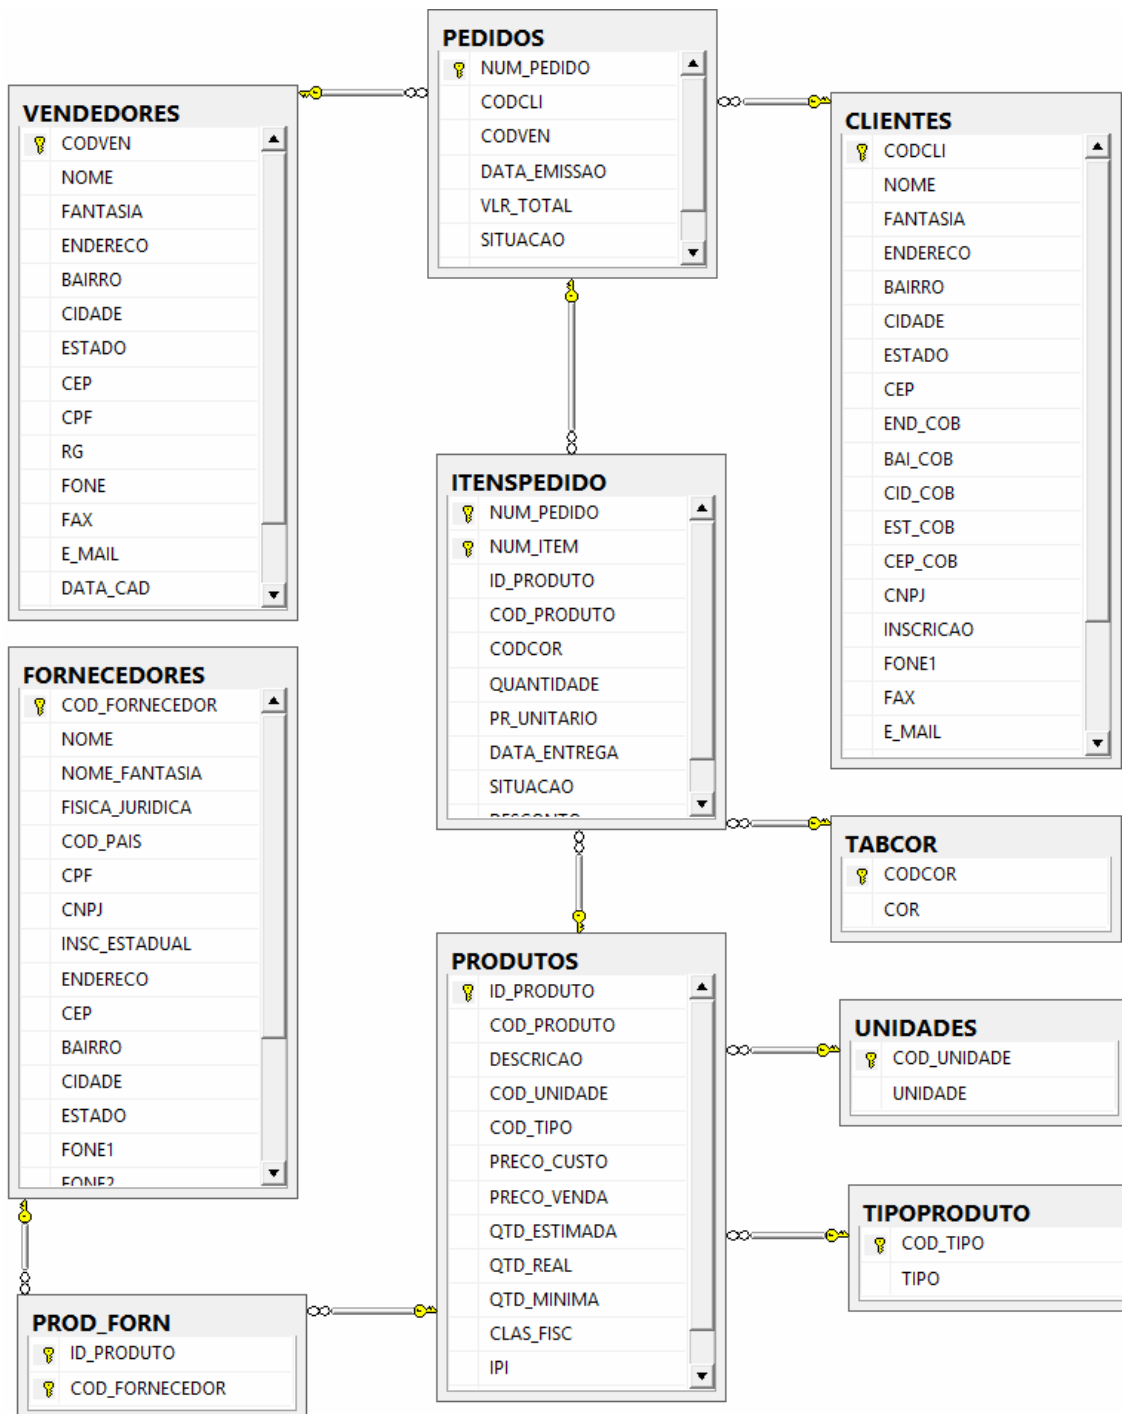 PEDIDOS
NUM_PEDIDO
CODCLI
CODVEN
DATA_EMISSAO
VLR_TOTAL
SITUACAO
VENDEDORES
CODVEN
NOME
FANTASIA
ENDERECO
BAIRRO
CIDADE
ESTADO
CEP
CPF
RG
FONE
FAX
E_MAIL
DATA_CAD
CLIENTES
CODCLI
NOME
FANTASIA
ENDERECO
BAIRRO
CIDADE
ESTADO
CEP
END_COB
BAI_COB
CID_COB
EST_COB
CEP_COB
CNPJ
INSCRICAO
FONE1
FAX
E_MAIL
ITENSPEDIDO
NUM_PEDIDO
NUM_ITEM
ID_PRODUTO
COD_PRODUTO
CODCOR
QUANTIDADE
PR_UNITARIO
DATA_ENTREGA
SITUACAO
DESCONTO
FORNECEDORES
COD_FORNECEDOR
NOME
NOME_FANTASIA
FISICA_JURIDICA
COD_PAIS
CPF
CNPJ
INSC_ESTADUAL
ENDERECO
CEP
BAIRRO
CIDADE
ESTADO
FONE1
FONE2
TABCOR
CODCOR
COR
PRODUTOS
ID_PRODUTO
COD_PRODUTO
DESCRICAO
COD_UNIDADE
COD_TIPO
PRECO_CUSTO
PRECO_VENDA
QTD_ESTIMADA
QTD_REAL
QTD_MINIMA
CLAS_FISC
IPI
UNIDADES
COD_UNIDADE
UNIDADE
TIPOPRODUTO
COD_TIPO
TIPO
PROD_FORN
ID_PRODUTO
COD_FORNECEDOR